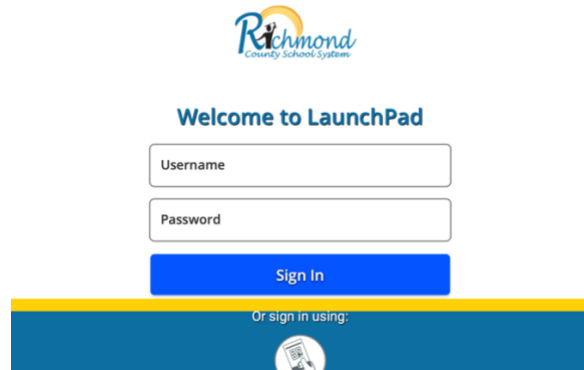 Richmond
County School System
Welcome to LaunchPad
Username
Password
Sign In
Or sign in using: